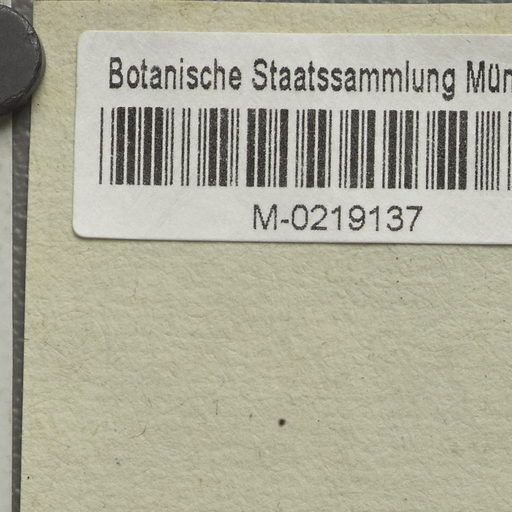 Botanische Staatssammlung Mün
M-0219137